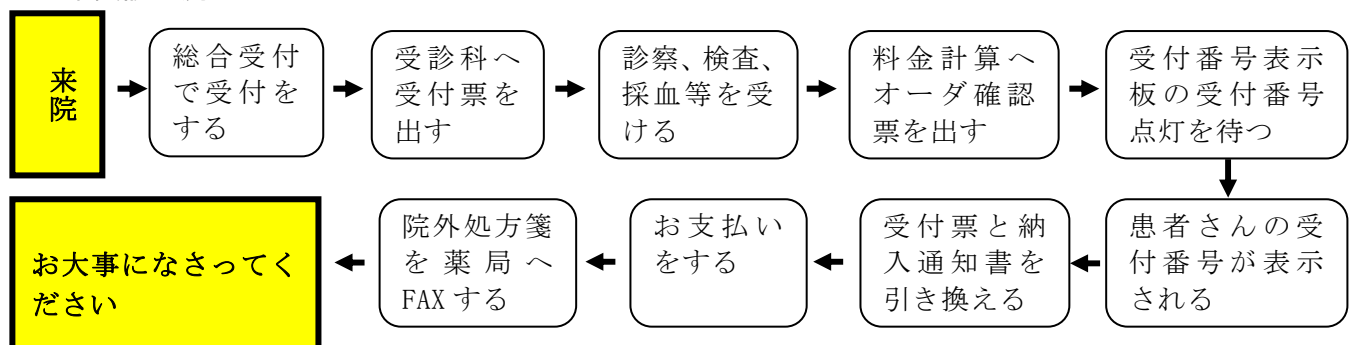 来院
総合受付
で受付を
する
受診科へ
受付票を
出す
診察、検査、
採血等を受
ける
料金計算へ
オーダ確認
票を出す
受付番号表示
板の受付番号
点灯を待つ
患者さんの受
付番号が表示
される
受付票と納
入通知書を
引き換える
お支払い
をする
院外処方箋
を薬局へ
FAXする
お大事になさってく
ださい